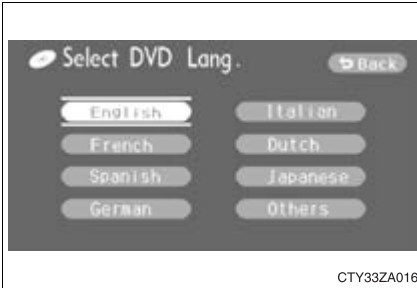 Select DVD Lang.
Back
English
Italian
French
Dutch
Spanish
Japanese
German
Others
CTY33ZA016